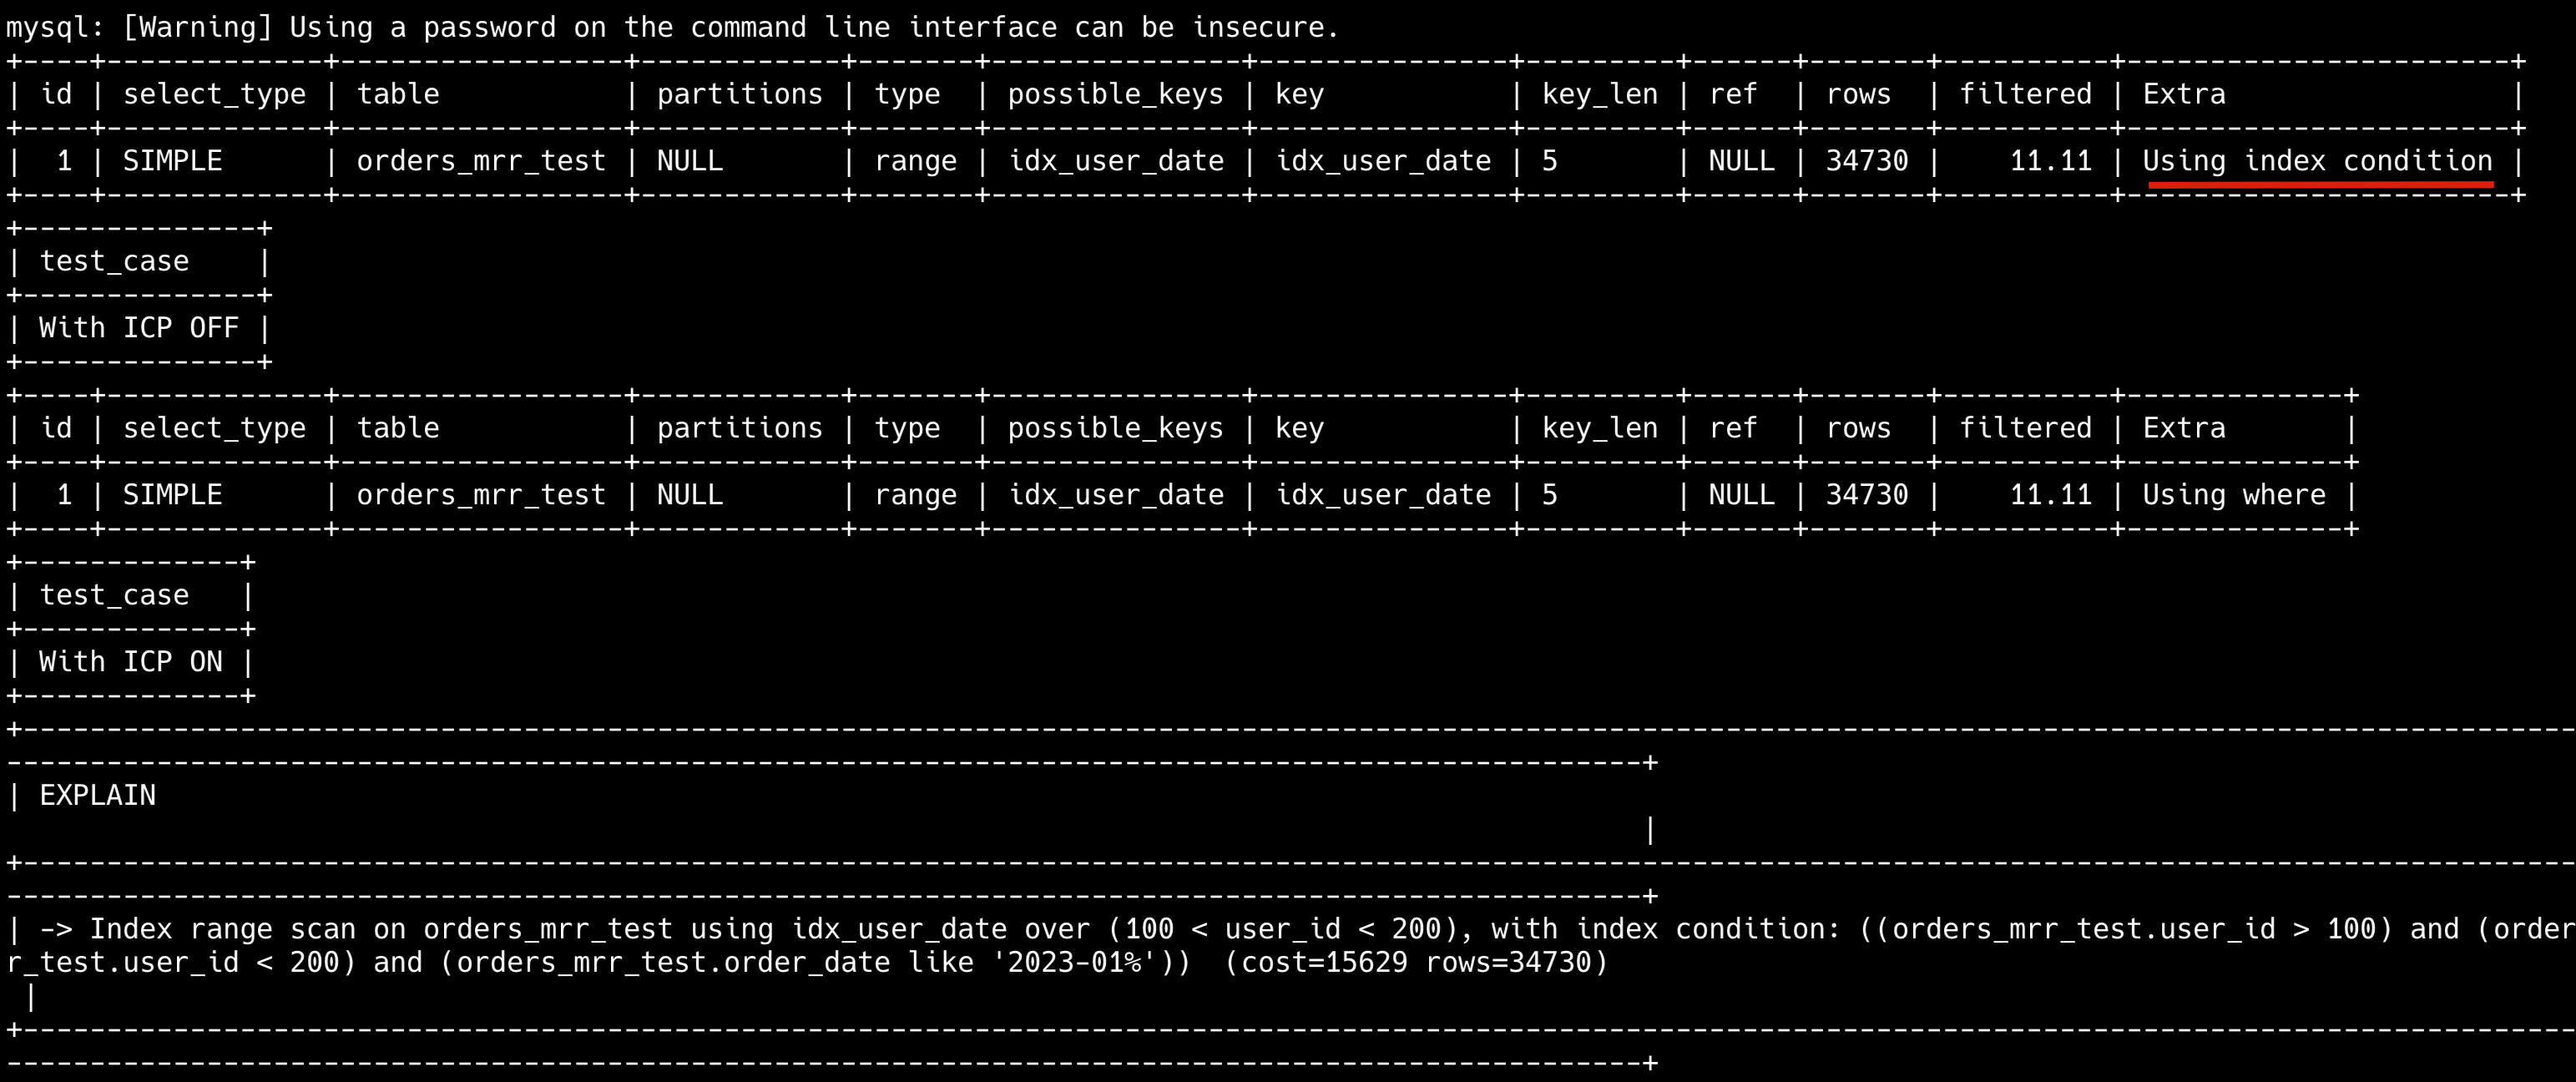 mysql: [Warning] Using a password on the command line interface can be insecure.
+----+-------------+-----------------+------------+-------+---------------+---------------+---------+------+-------+----------+-----------------------+
| id | select_type | table           | partitions | type  | possible_keys | key           | key_len | ref  | rows  | filtered | Extra                 |
+----+-------------+-----------------+------------+-------+---------------+---------------+---------+------+-------+----------+-----------------------+
|  1 | SIMPLE      | orders_mrr_test | NULL       | range | idx_user_date | idx_user_date | 5       | NULL | 34730 |    11.11 | Using index condition |
+----+-------------+-----------------+------------+-------+---------------+---------------+---------+------+-------+----------+-----------------------+
+--------------+
| test_case    |
+--------------+
| With ICP OFF |
+--------------+
+----+-------------+-----------------+------------+-------+---------------+---------------+---------+------+-------+----------+-------------+
| id | select_type | table           | partitions | type  | possible_keys | key           | key_len | ref  | rows  | filtered | Extra       |
+----+-------------+-----------------+------------+-------+---------------+---------------+---------+------+-------+----------+-------------+
|  1 | SIMPLE      | orders_mrr_test | NULL       | range | idx_user_date | idx_user_date | 5       | NULL | 34730 |    11.11 | Using where |
+----+-------------+-----------------+------------+-------+---------------+---------------+---------+------+-------+----------+-------------+
+-------------+
| test_case   |
+-------------+
| With ICP ON |
+-------------+
+---------------------------------------------------------------------------------------------------------------------------------------------------------
--------------------------------------------------------------------------------------------------+
| EXPLAIN
|
+---------------------------------------------------------------------------------------------------------------------------------------------------------
--------------------------------------------------------------------------------------------------+
| -> Index range scan on orders_mrr_test using idx_user_date over (100 < user_id < 200), with index condition: ((orders_mrr_test.user_id > 100) and (order
r_test.user_id < 200) and (orders_mrr_test.order_date like '2023-01%'))  (cost=15629 rows=34730)
|
+---------------------------------------------------------------------------------------------------------------------------------------------------------
--------------------------------------------------------------------------------------------------+